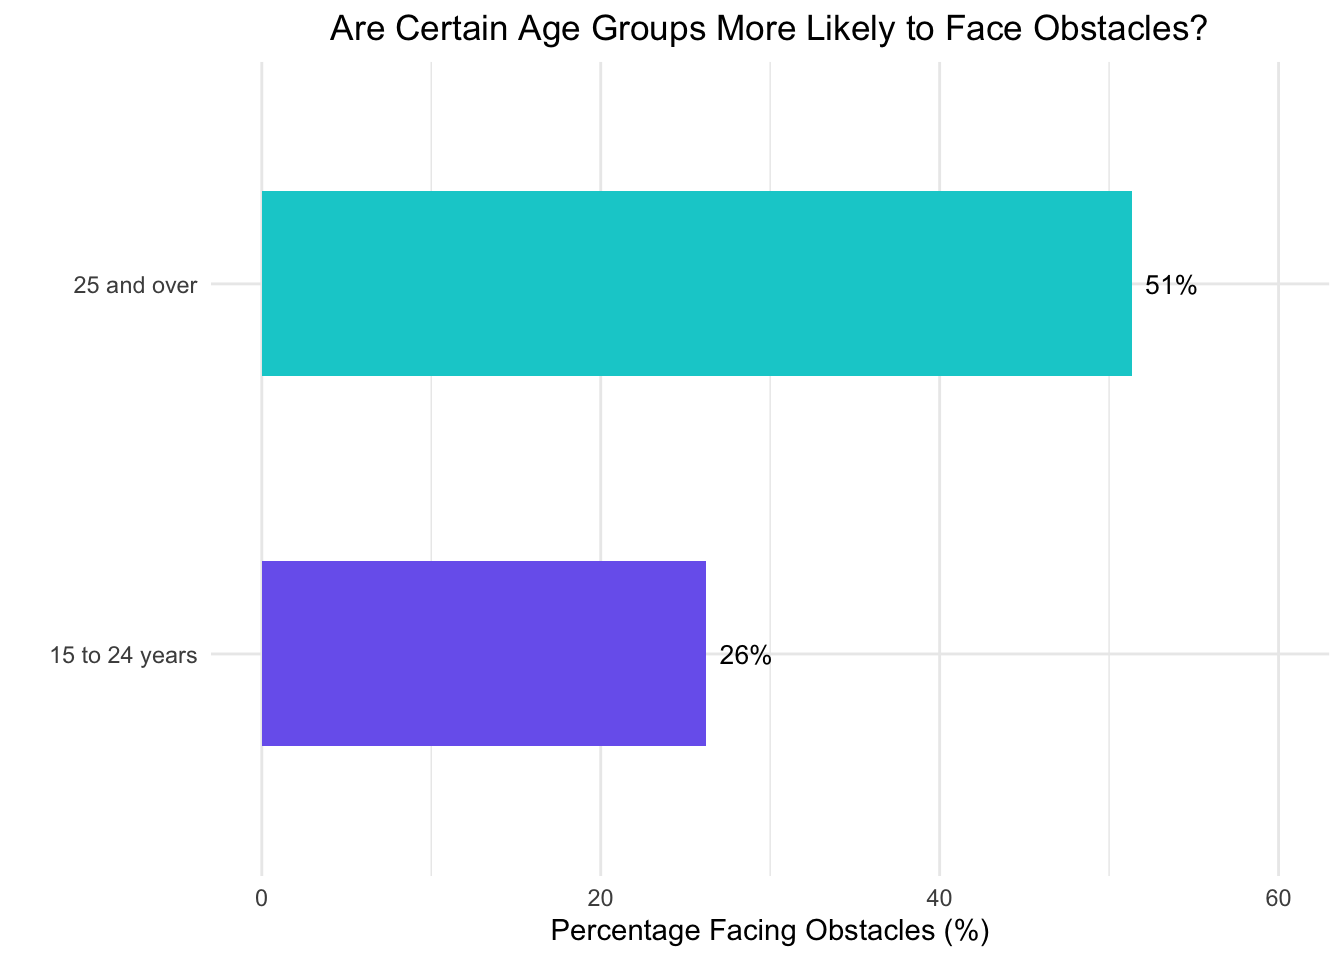 Are Certain Age Groups More Likely to Face Obstacles?
25 and over
51%
15 to 24 years
26%
0 20 40 60
Percentage Facing Obstacles (%)